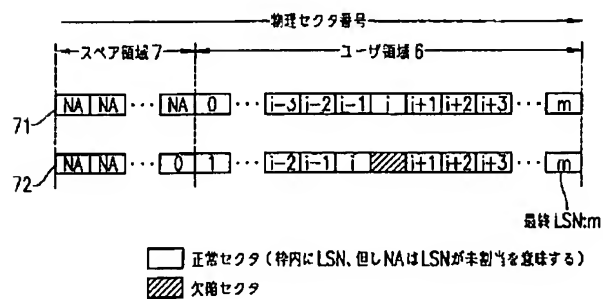 物理セクタ番号
スペア領域7 ユーザ領域6
71 NA NA ··· NA 0 ··· i-3 i-2 i-1 i i+1 i+2 i+3 ··· m
72 NA NA ··· 0 1 ··· i-2 i-1 i i+1 i+2 i+3 ··· m
最終LSN:m
正常セクタ(枠内にLSN、但しNAはLSNが未割当を意味する)
欠陥セクタ